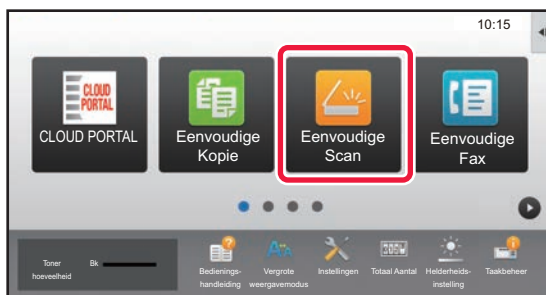 10:15
CLOUD
PORTAL
CLOUD PORTAL
Eenvoudige
Kopie
Eenvoudige
Scan
Eenvoudige
Fax
Toner
hoeveelheid
Bk
Bedienings-
handleiding
Vergrote
weergavemodus
Instellingen
Totaal Aantal
Helderheids-
instelling
Taakbeheer